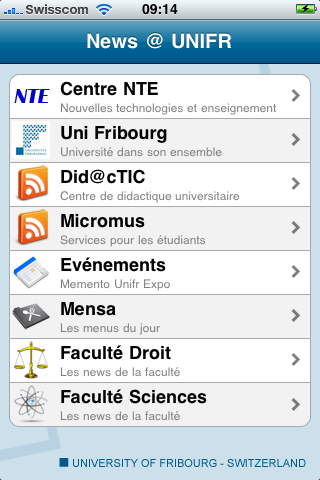 Swisscom 09:14
News @ UNIFR
NTE
Centre NTE
Nouvelles technologies et enseignement
Uni Fribourg
Université dans son ensemble
Did@cTIC
Centre de didactique universitaire
Micromus
Services pour les étudiants
Evénements
Memento Unifr Expo
Mensa
Les menus du jour
Faculté Droit
Les news de la faculté
Faculté Sciences
Les news de la faculté
UNIVERSITY OF FRIBOURG - SWITZERLAND